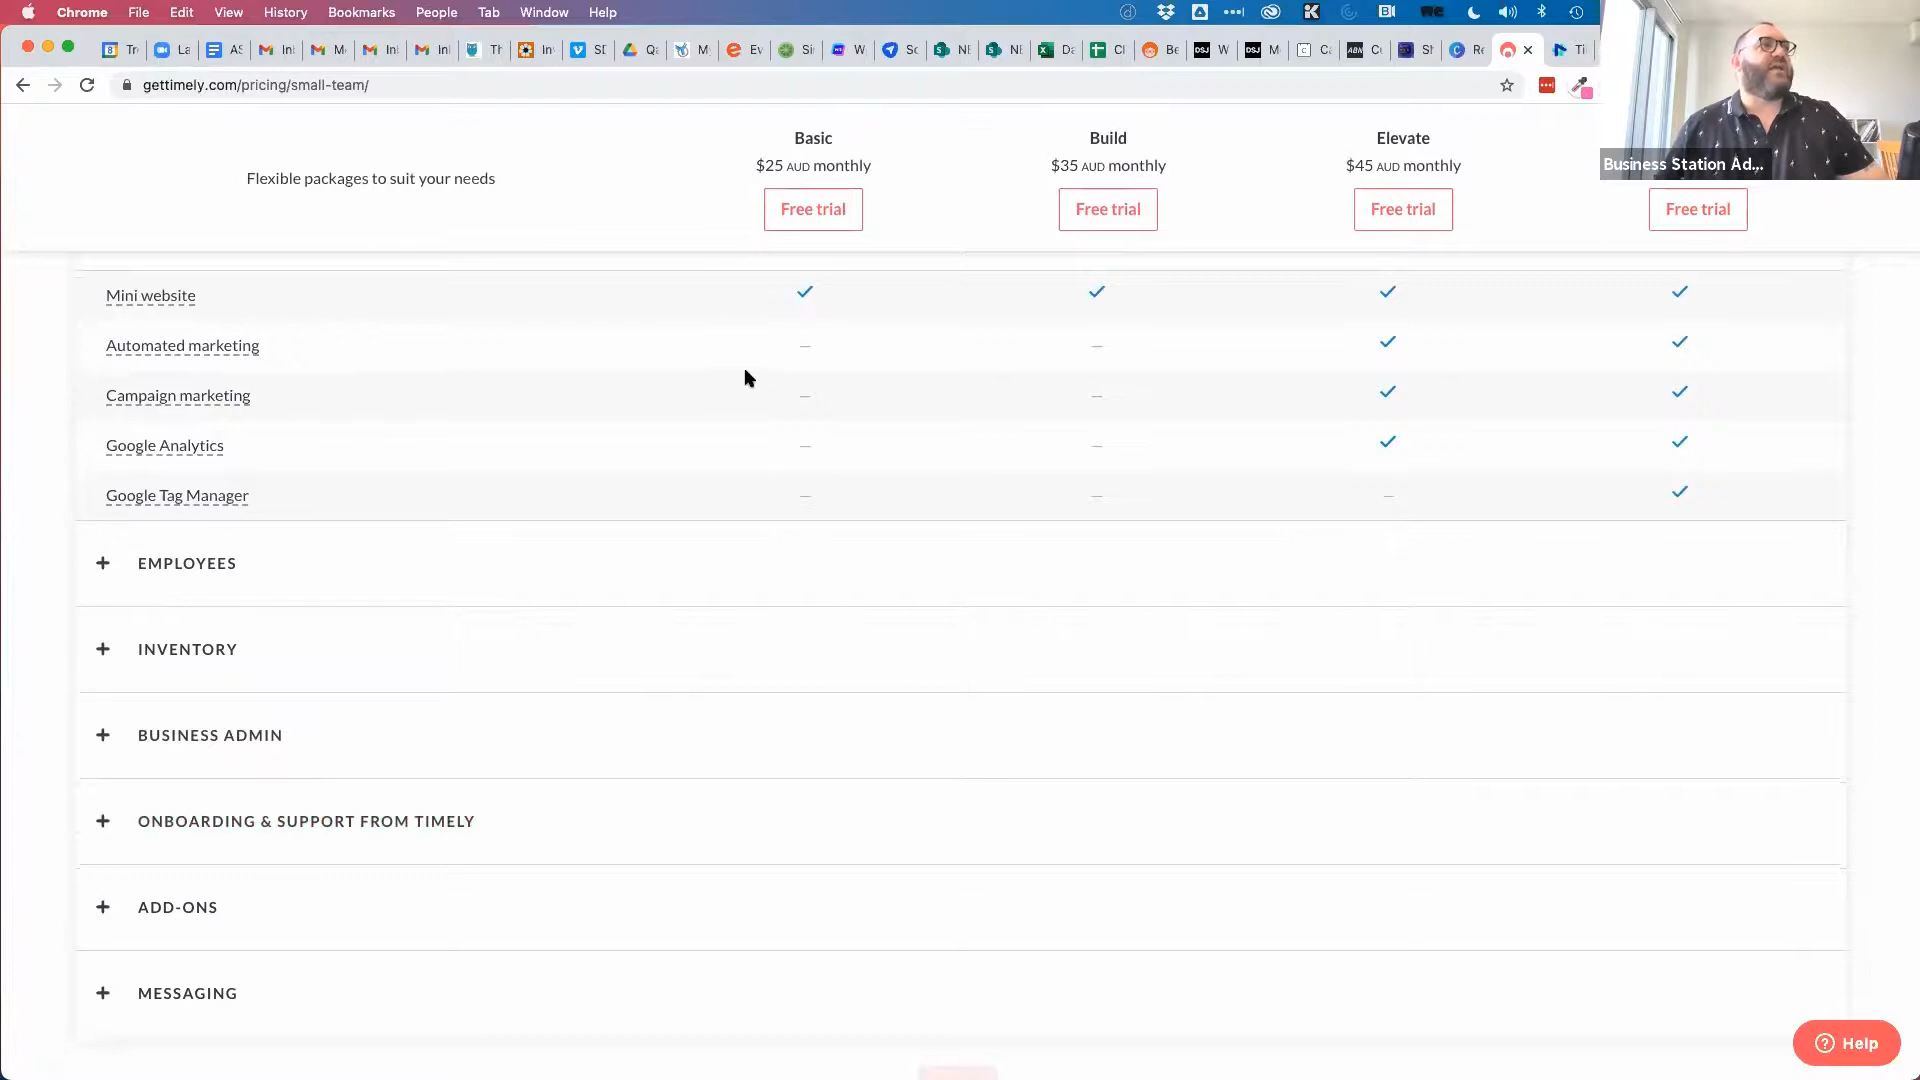 Chrome File Edit View History Bookmarks People Tab Window Help
gettimely.com/pricing/small-team/
Business Station Ad...
Flexible packages to suit your needs
Basic
$25 AUD monthly
Free trial
Build
$35 AUD monthly
Free trial
Elevate
$45 AUD monthly
Free trial
Free trial
Mini website
Automated marketing
Campaign marketing
Google Analytics
Google Tag Manager
EMPLOYEES
INVENTORY
BUSINESS ADMIN
ONBOARDING & SUPPORT FROM TIMELY
ADD-ONS
MESSAGING
Help